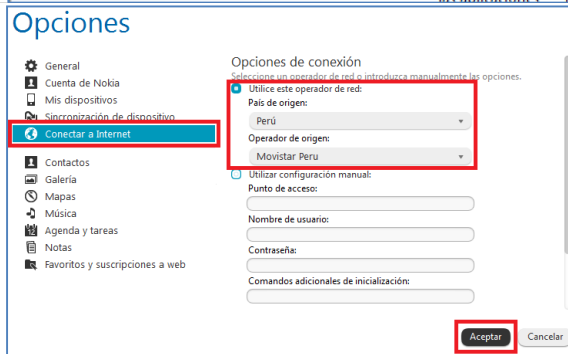 Opciones
General
Cuenta de Nokia
Mis dispositivos
Sincronización de dispositivo
Conectar a Internet
Contactos
Galería
Mapas
Música
Agenda y tareas
Notas
Favoritos y suscripciones a web
Opciones de conexión
Seleccione un operador de red o introduzca manualmente las opciones.
Utilice este operador de red:
País de origen:
Perú
Operador de origen:
Movistar Peru
Utilizar configuración manual:
Punto de acceso:
Nombre de usuario:
Contraseña:
Comandos adicionales de inicialización:
Aceptar
Cancelar